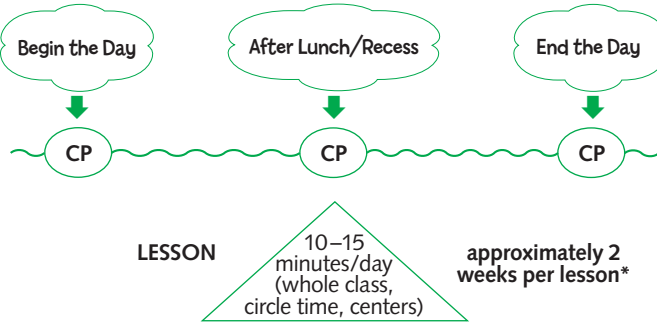 Begin the Day
After Lunch/Recess
End the Day
CP
CP
CP
LESSON
10–15
minutes/day
(whole class,
circle time, centers)
approximately 2
weeks per lesson*